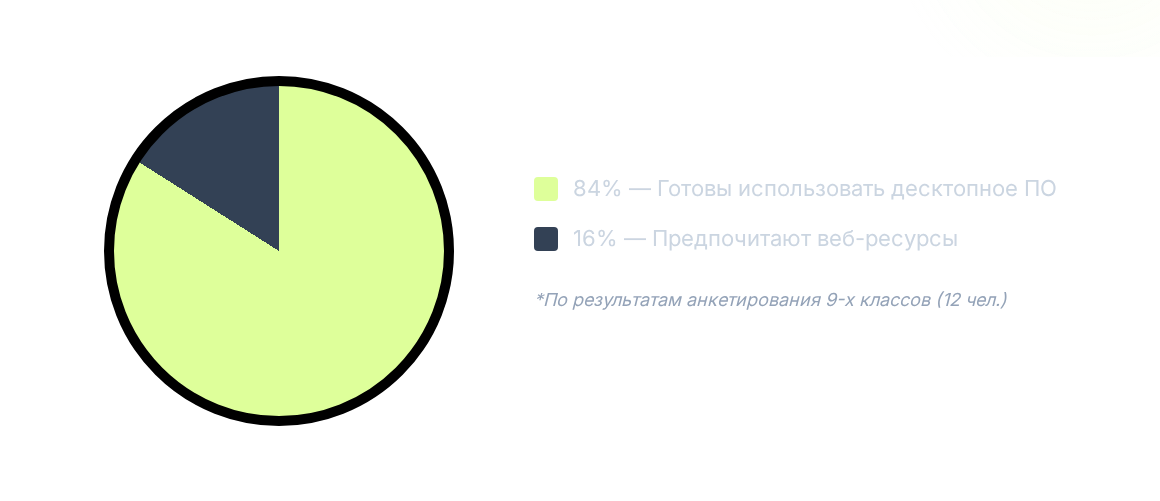 84% — Готовы использовать десктопное ПО
16% — Предпочитают веб-ресурсы
*По результатам анкетирования 9-х классов (12 чел.)